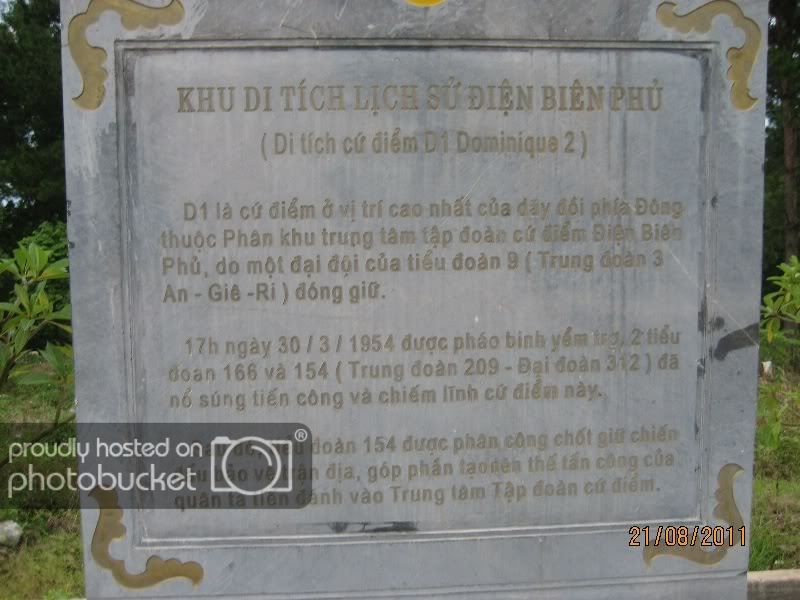 KHU DI TÍCH LỊCH SỬ ĐIỆN BIÊN PHỦ
( Di tích cứ điểm D1 Dominique 2 )
D1 là cứ điểm ở vị trí cao nhất của dãy đồi phía Đông
thuộc Phân khu trung tâm tập đoàn cứ điểm Điện Biên
Phủ, do một đại đội của tiểu đoàn 9 ( Trung đoàn 3
An - Giê -Ri ) đóng giữ.
17h ngày 30 / 3 / 1954 được pháo binh yểm trợ, 2 tiểu
đoàn 166 và 154 ( Trung đoàn 209 - Đại đoàn 312 ) đã
nổ súng tiến công và chiếm lĩnh cứ điểm này.
đoàn 154 được phân công chốt giữ chiến
trận địa, góp phần tạo nên thế tấn công của
quân ta tiến đánh vào Trung tâm Tập đoàn cứ điểm.
proudly hosted on
photobucket
21/08/2011